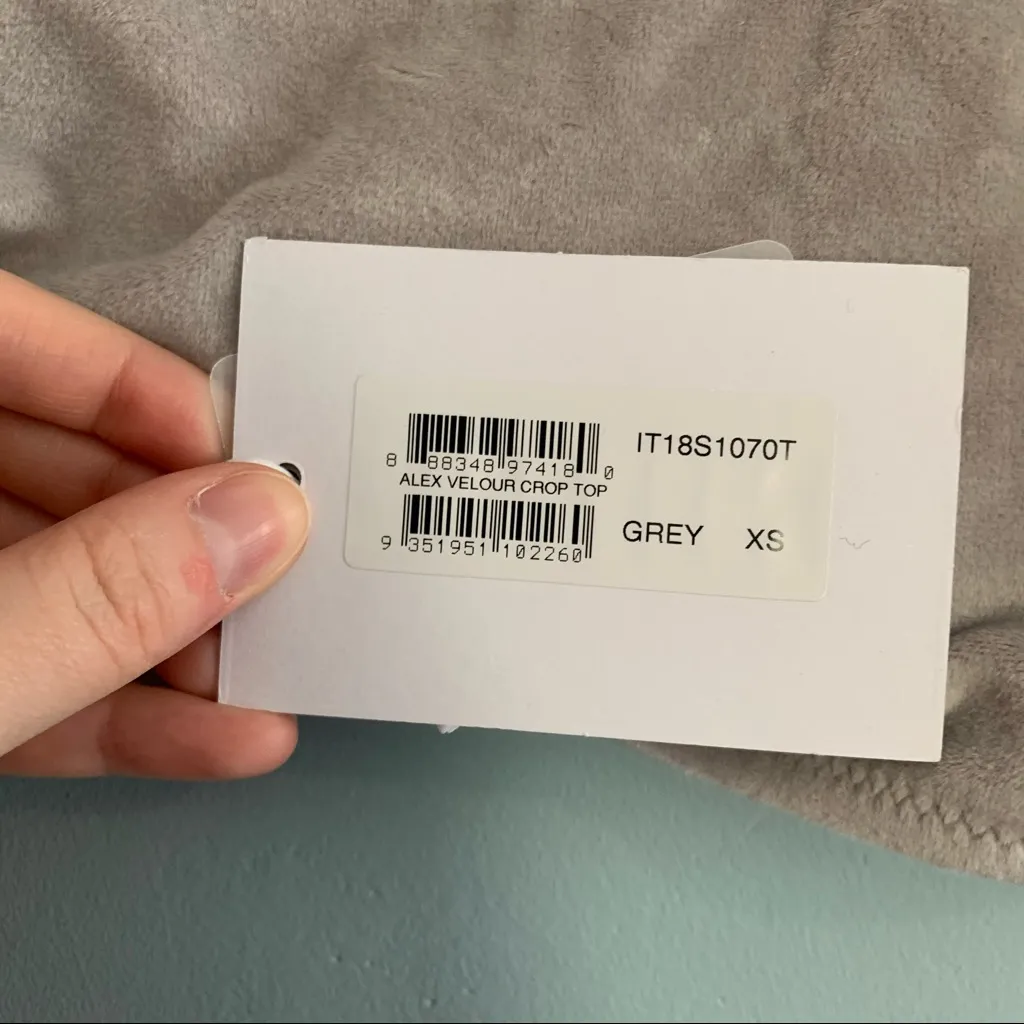 8 88348 97418 0
IT18S1070T
ALEX VELOUR CROP TOP
9 351951 102260
GREY XS